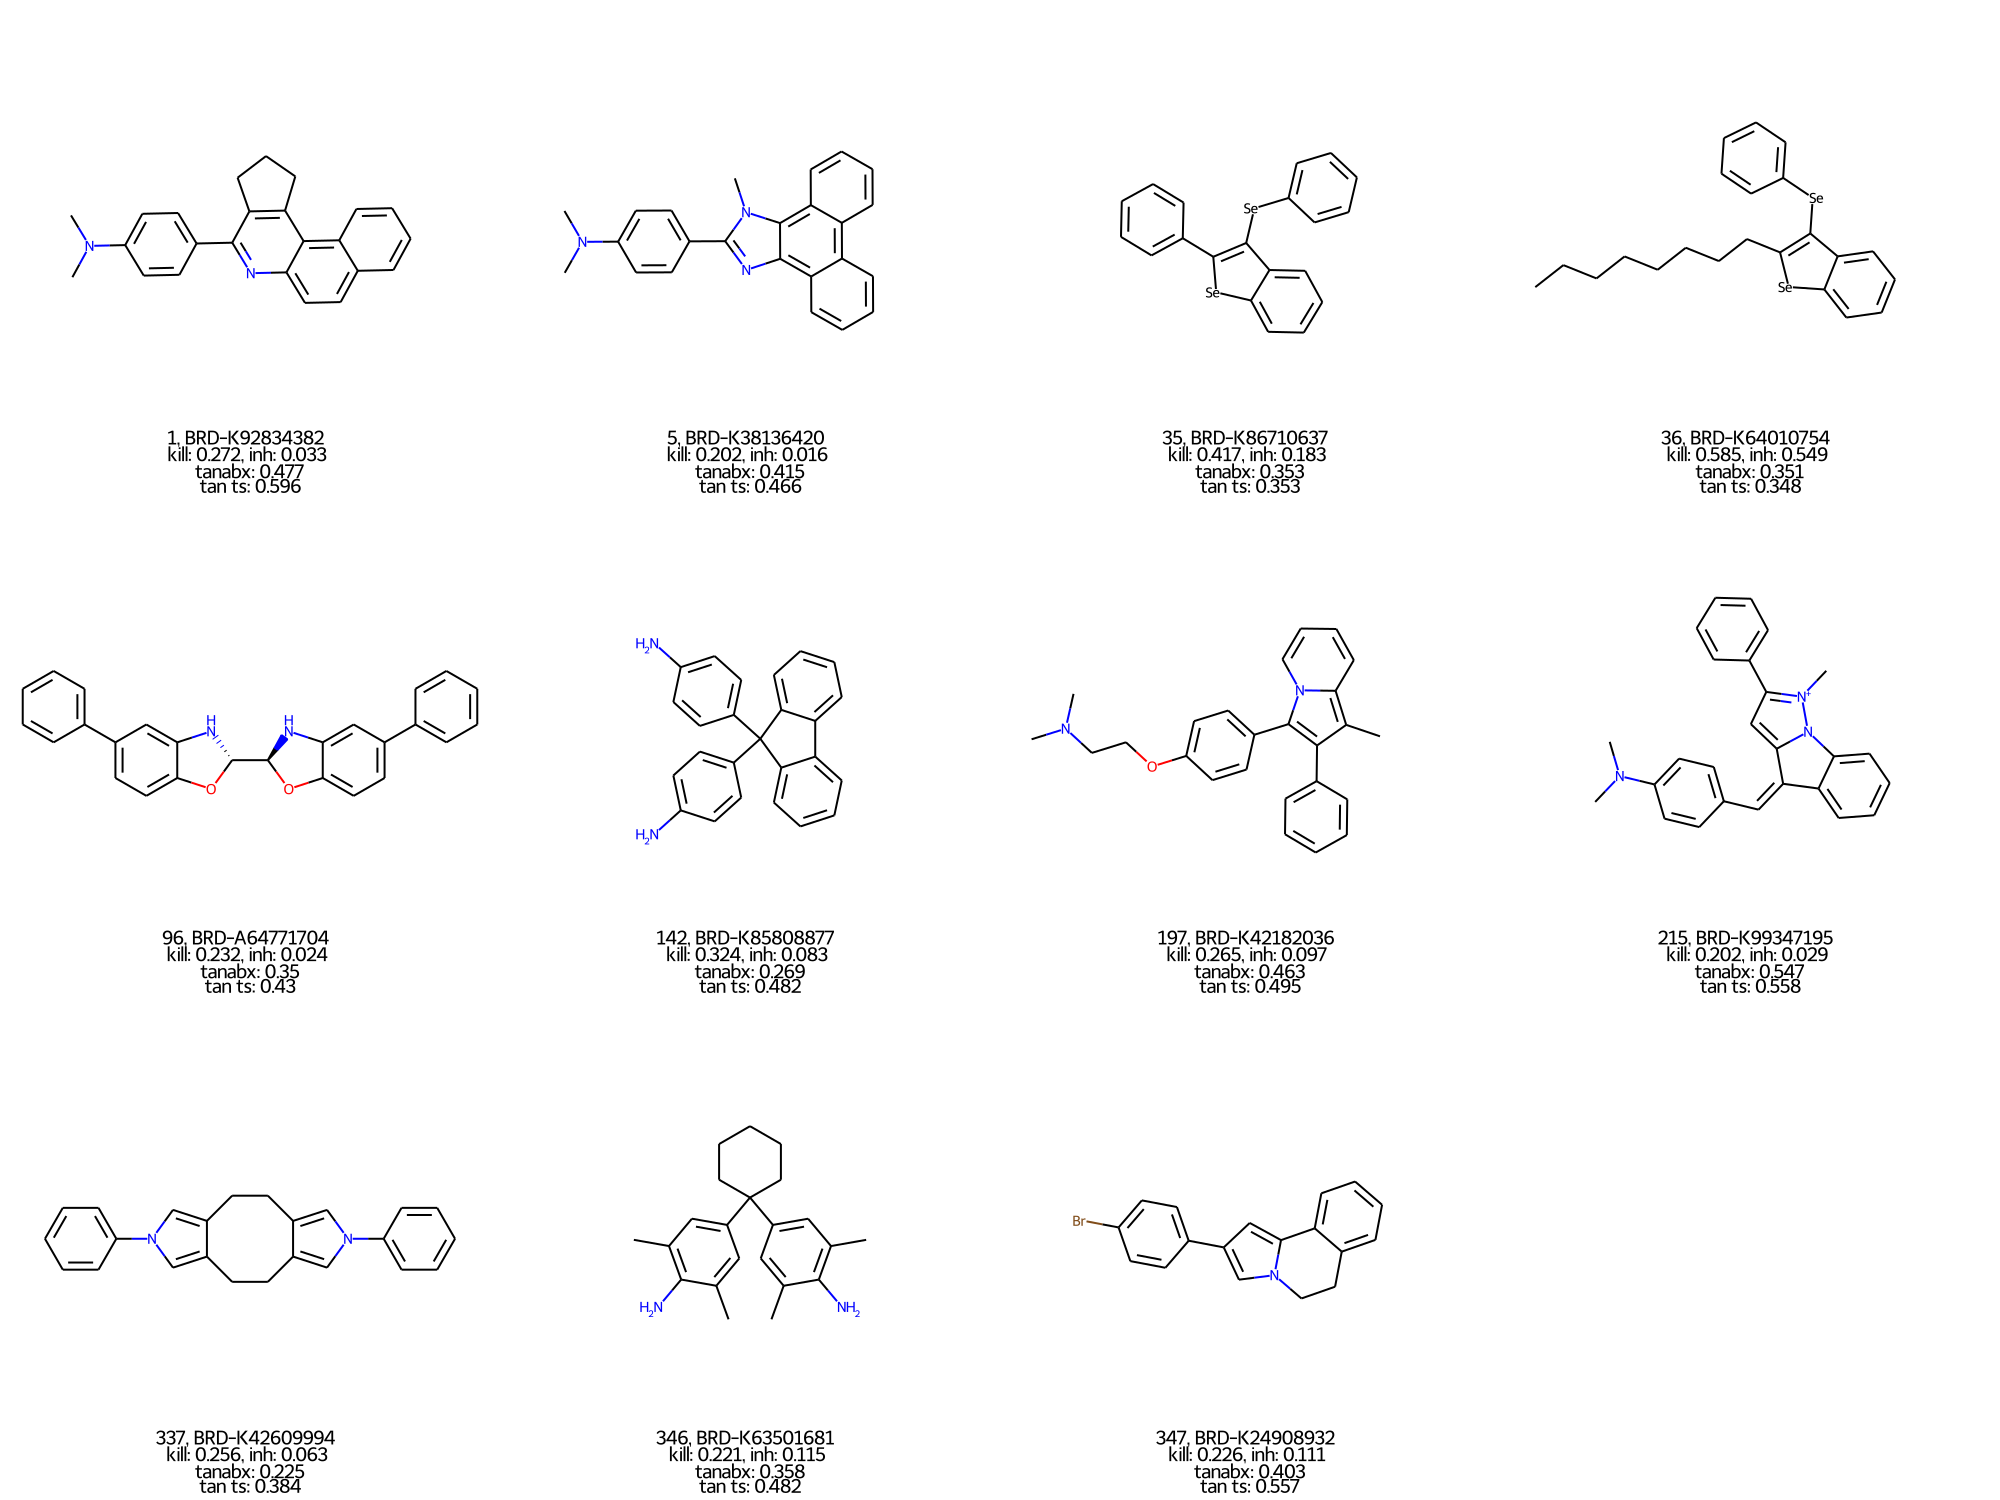 N
N
N
N
N
Se
Se
Se
Se
1, BRD-K92834382
kill: 0.272, inh: 0.033
tanabx: 0.477
tan ts: 0.596
5, BRD-K38136420
kill: 0.202, inh: 0.016
tanabx: 0.415
tan ts: 0.466
35, BRD-K86710637
kill: 0.417, inh: 0.183
tanabx: 0.353
tan ts: 0.353
36, BRD-K64010754
kill: 0.585, inh: 0.549
tanabx: 0.351
tan ts: 0.348
H
N
O
H
N
O
H2N
H2N
N
O
N
N+
N
N
96, BRD-A64771704
kill: 0.232, inh: 0.024
tanabx: 0.35
tan ts: 0.43
142, BRD-K85808877
kill: 0.324, inh: 0.083
tanabx: 0.269
tan ts: 0.482
197, BRD-K42182036
kill: 0.265, inh: 0.097
tanabx: 0.463
tan ts: 0.495
215, BRD-K99347195
kill: 0.202, inh: 0.029
tanabx: 0.547
tan ts: 0.558
N
N
H2N
NH2
Br
N
337, BRD-K42609994
kill: 0.256, inh: 0.063
tanabx: 0.225
tan ts: 0.384
346, BRD-K63501681
kill: 0.221, inh: 0.115
tanabx: 0.358
tan ts: 0.482
347, BRD-K24908932
kill: 0.226, inh: 0.111
tanabx: 0.403
tan ts: 0.557